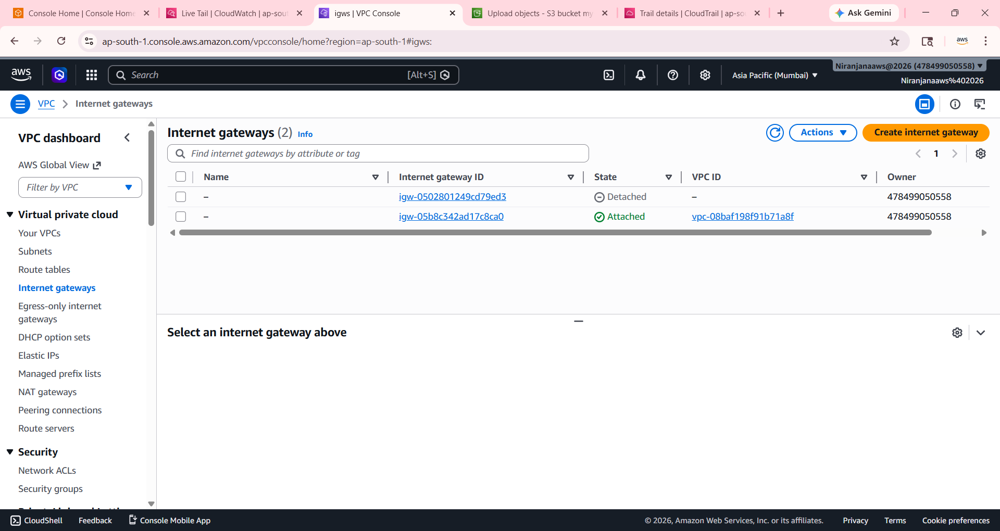 Console Home | Console Home
Live Tail | CloudWatch | ap-sout
igws | VPC Console
Upload objects - S3 bucket my
Trail details | CloudTrail | ap-so
Ask Gemini
ap-south-1.console.aws.amazon.com/vpcconsole/home?region=ap-south-1#igws:
aws
aws
Search
[Alt+S]
Asia Pacific (Mumbai)
Niranjanaaws@2026 (478499050558)
Niranjanaaws%402026
VPC
Internet gateways
VPC dashboard
AWS Global View
Filter by VPC
Virtual private cloud
Your VPCs
Subnets
Route tables
Internet gateways
Egress-only internet
gateways
DHCP option sets
Elastic IPs
Managed prefix lists
NAT gateways
Peering connections
Route servers
Security
Network ACLs
Security groups
Internet gateways (2) Info
Actions
Create internet gateway
Find internet gateways by attribute or tag
1
Name Internet gateway ID State VPC ID Owner
– igw-0502801249cd79ed3 Detached – 478499050558
– igw-05b8c342ad17c8ca0 Attached vpc-08baf198f91b71a8f 478499050558
Select an internet gateway above
CloudShell Feedback Console Mobile App © 2026, Amazon Web Services, Inc. or its affiliates. Privacy Terms Cookie preferences